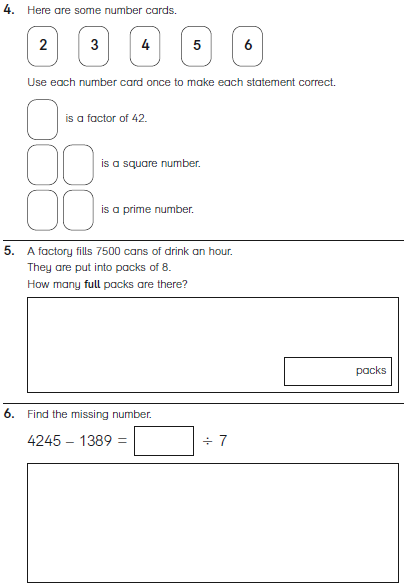 4. Here are some number cards.
2 3 4 5 6
Use each number card once to make each statement correct.
is a factor of 42.
is a square number.
is a prime number.
5. A factory fills 7500 cans of drink an hour.
They are put into packs of 8.
How many full packs are there?
packs
6. Find the missing number.
4245 – 1389 = ÷ 7